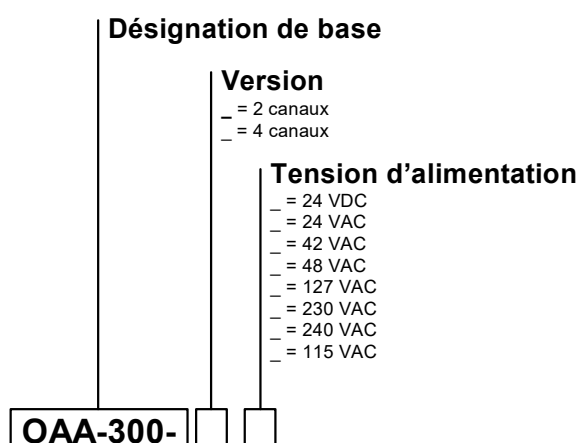 Désignation de base
Version
_ = 2 canaux
_ = 4 canaux
Tension d’alimentation
_ = 24 VDC
_ = 24 VAC
_ = 42 VAC
_ = 48 VAC
_ = 127 VAC
_ = 230 VAC
_ = 240 VAC
_ = 115 VAC
OAA-300-